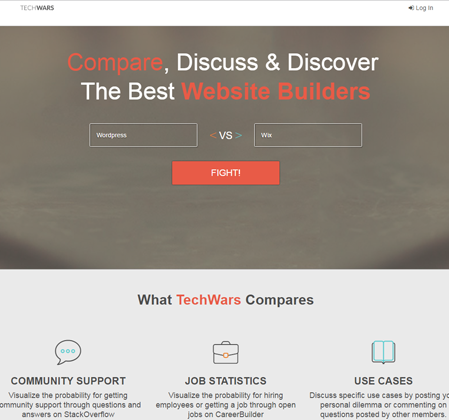 TECHWARS
Log In
Compare, Discuss & Discover
The Best Website Builders
Wordpress
< VS >
Wix
FIGHT!
What TechWars Compares
COMMUNITY SUPPORT
Visualize the probability for getting
community support through questions and
answers on StackOverflow
JOB STATISTICS
Visualize the probability for hiring
employees or getting a job through open
jobs on CareerBuilder
USE CASES
Discuss specific use cases by posting
personal dilemma or commenting on
questions posted by other members.